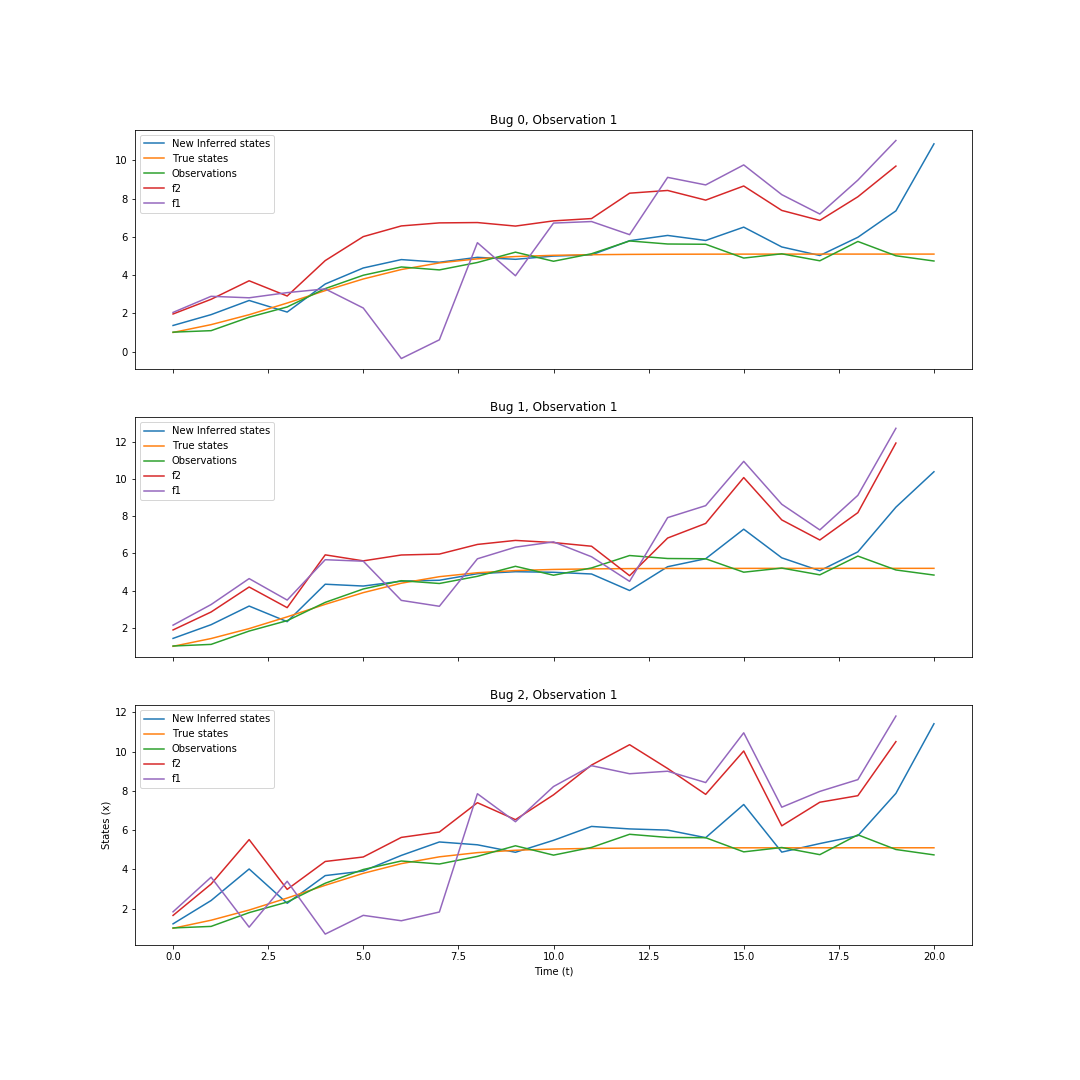 Bug 0, Observation 1
New Inferred states
True states
Observations
f2
f1
10
8
6
4
2
0
Bug 1, Observation 1
New Inferred states
True states
Observations
f2
f1
12
10
8
6
4
2
Bug 2, Observation 1
New Inferred states
True states
Observations
f2
f1
12
10
8
6
4
2
States (x)
0.0 2.5 5.0 7.5 10.0 12.5 15.0 17.5 20.0
Time (t)